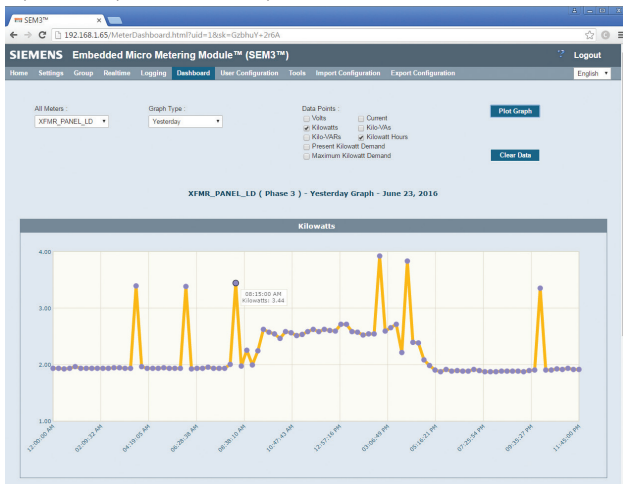 SEM3™
192.168.1.65/MeterDashboard.html?uid=1&sk=GzbhuY+2r6A
SIEMENS Embedded Micro Metering Module™ (SEM3™)
Logout
Home Settings Group Realtime Logging Dashboard User Configuration Tools Import Configuration Export Configuration
English
All Meters :
Graph Type :
Data Points :
XFMR_PANEL_LD
Yesterday
Volts Current
Kilowatts Kilo-VAs
Kilo-VARs Kilowatt Hours
Present Kilowatt Demand
Maximum Kilowatt Demand
Plot Graph
Clear Data
XFMR_PANEL_LD ( Phase 3 ) - Yesterday Graph - June 23, 2016
Kilowatts
4.00
08:15:00 AM
Kilowatts: 3.44
3.00
2.00
1.00
12:00:00 AM
02:09:32 AM
04:19:05 AM
06:28:38 AM
08:38:10 AM
10:47:43 AM
12:57:16 PM
03:06:49 PM
05:16:21 PM
07:25:54 PM
09:35:27 PM
11:45:00 PM